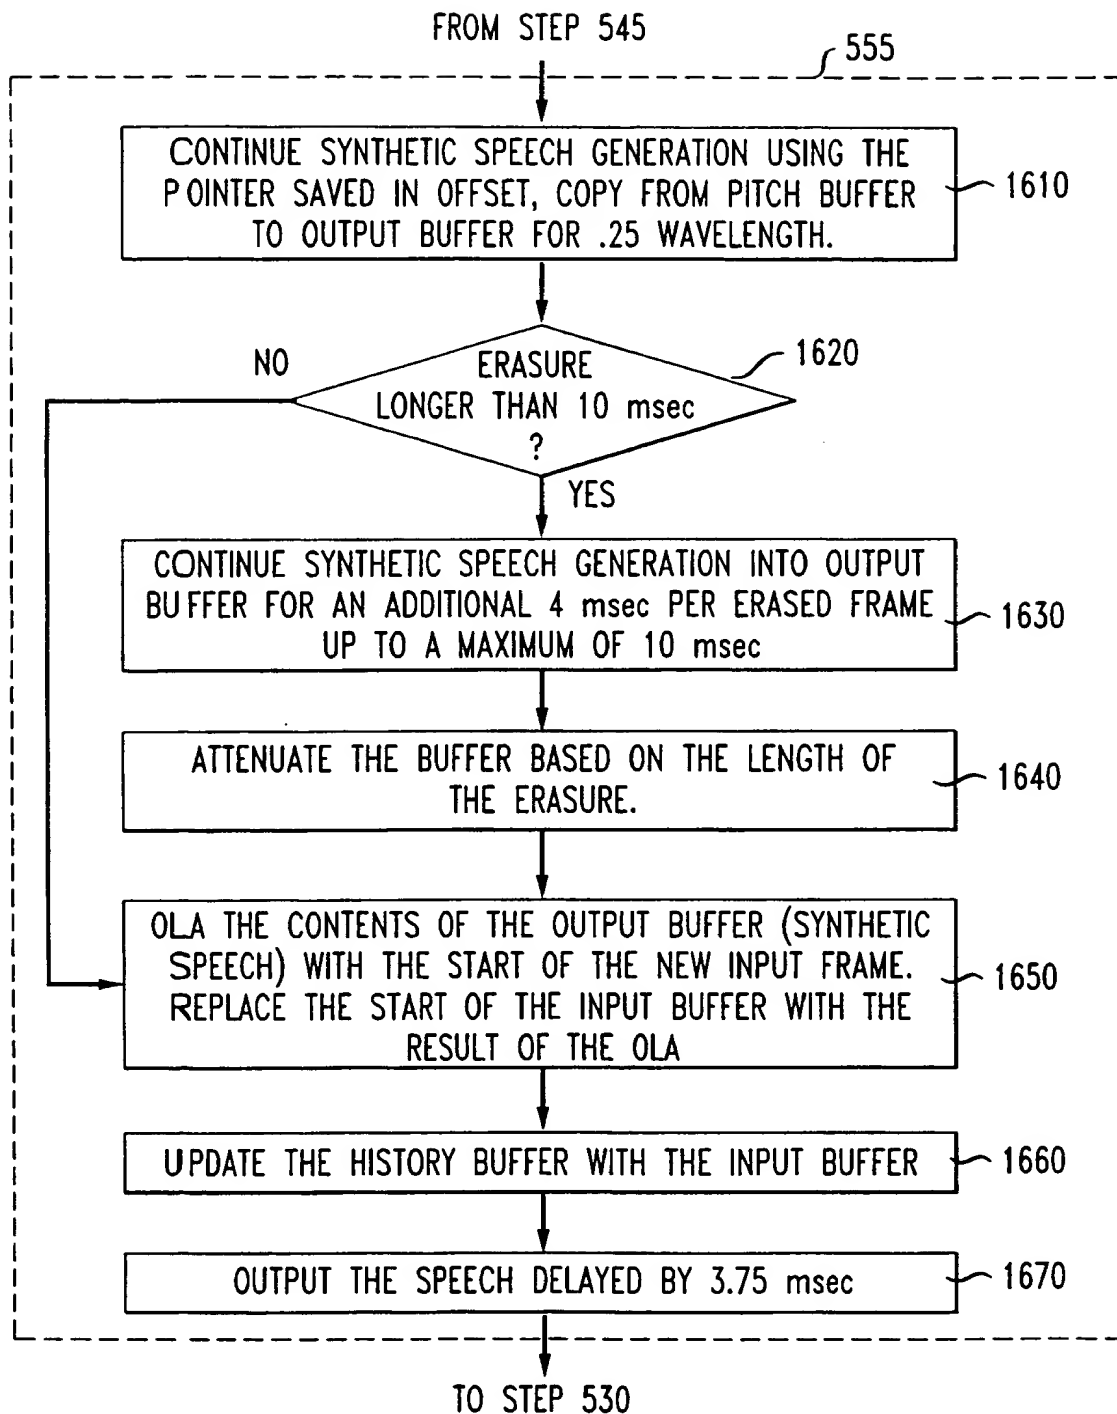 FROM STEP 545
555
CONTINUE SYNTHETIC SPEECH GENERATION USING THE
POINTER SAVED IN OFFSET, COPY FROM PITCH BUFFER
TO OUTPUT BUFFER FOR .25 WAVELENGTH.
1610
NO
ERASURE
LONGER THAN 10 msec
?
1620
YES
CONTINUE SYNTHETIC SPEECH GENERATION INTO OUTPUT
BUFFER FOR AN ADDITIONAL 4 msec PER ERASED FRAME
UP TO A MAXIMUM OF 10 msec
1630
ATTENUATE THE BUFFER BASED ON THE LENGTH OF
THE ERASURE.
1640
OLA THE CONTENTS OF THE OUTPUT BUFFER (SYNTHETIC
SPEECH) WITH THE START OF THE NEW INPUT FRAME.
REPLACE THE START OF THE INPUT BUFFER WITH THE
RESULT OF THE OLA
1650
UPDATE THE HISTORY BUFFER WITH THE INPUT BUFFER
1660
OUTPUT THE SPEECH DELAYED BY 3.75 msec
1670
TO STEP 530